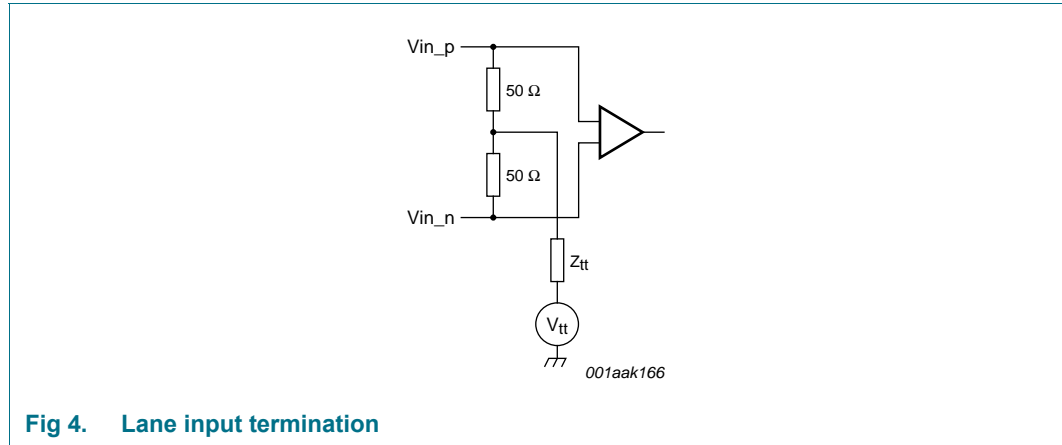 Vin_p
50 Ω
50 Ω
Vin_n
Ztt
Vtt
001aak166
Fig 4. Lane input termination